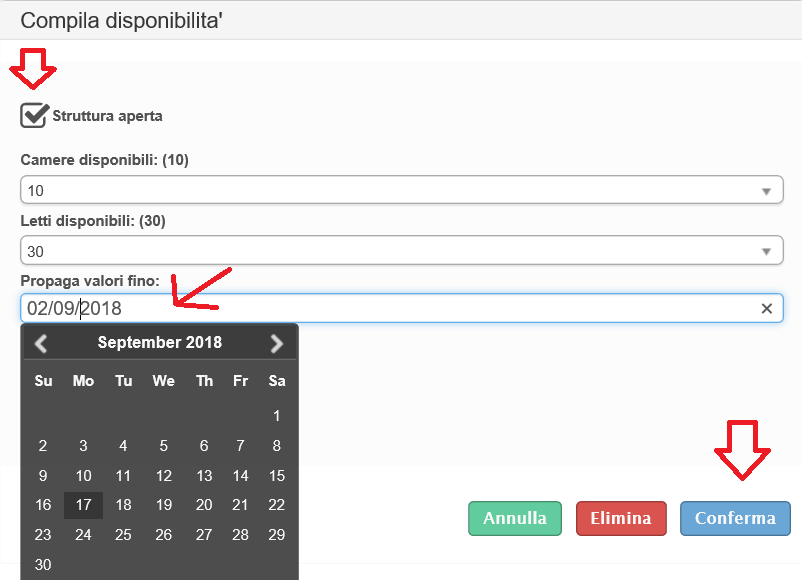 Compila disponibilita'
Struttura aperta
Camere disponibili: (10)
10
Letti disponibili: (30)
30
Propaga valori fino:
02/09/2018
September 2018
Su Mo Tu We Th Fr Sa
1
2 3 4 5 6 7 8
9 10 11 12 13 14 15
16 17 18 19 20 21 22
23 24 25 26 27 28 29
30
Annulla Elimina Conferma